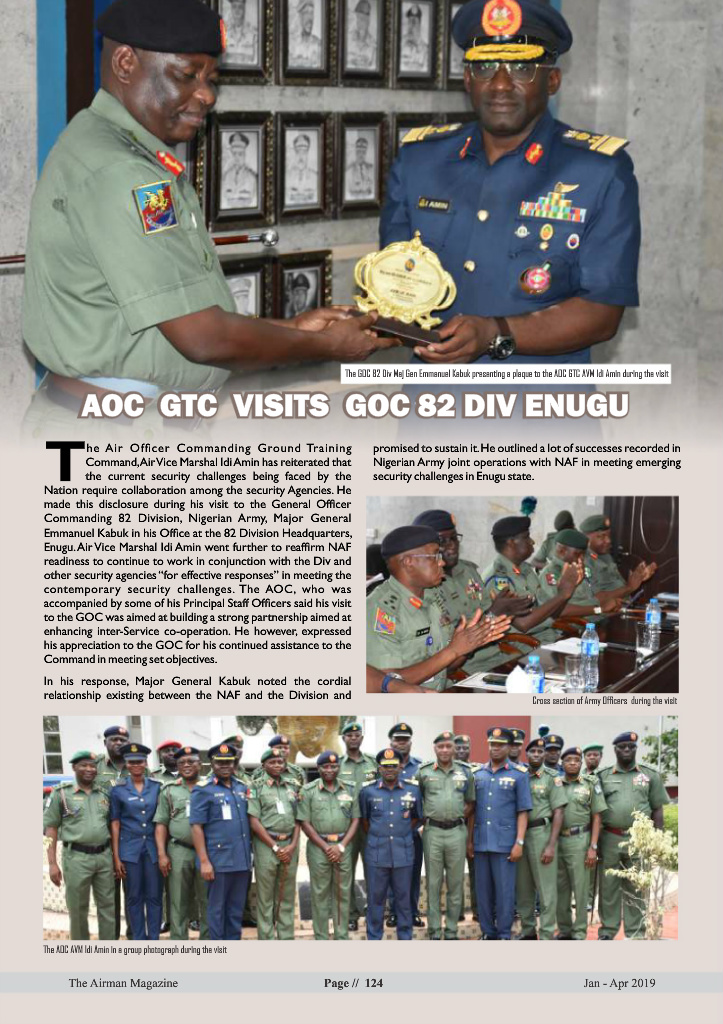 I AMIN
The GOC 82 Div Maj Gen Emmanuel Kabuk presenting a plaque to the AOC GTC AVM Idi Amin during the visit
AOC GTC VISITS GOC 82 DIV ENUGU
The Air Officer Commanding Ground Training
Command, Air Vice Marshal Idi Amin has reiterated that
the current security challenges being faced by the
Nation require collaboration among the security Agencies. He
made this disclosure during his visit to the General Officer
Commanding 82 Division, Nigerian Army, Major General
Emmanuel Kabuk in his Office at the 82 Division Headquarters,
Enugu. Air Vice Marshal Idi Amin went further to reaffirm NAF
readiness to continue to work in conjunction with the Div and
other security agencies “for effective responses” in meeting the
contemporary security challenges. The AOC, who was
accompanied by some of his Principal Staff Officers said his visit
to the GOC was aimed at building a strong partnership aimed at
enhancing inter-Service co-operation. He however, expressed
his appreciation to the GOC for his continued assistance to the
Command in meeting set objectives.
In his response, Major General Kabuk noted the cordial
relationship existing between the NAF and the Division and
promised to sustain it. He outlined a lot of successes recorded in
Nigerian Army joint operations with NAF in meeting emerging
security challenges in Enugu state.
Cross section of Army Officers during the visit
The AOC AVM Idi Amin in a group photograph during the visit
The Airman Magazine
Page // 124
Jan - Apr 2019